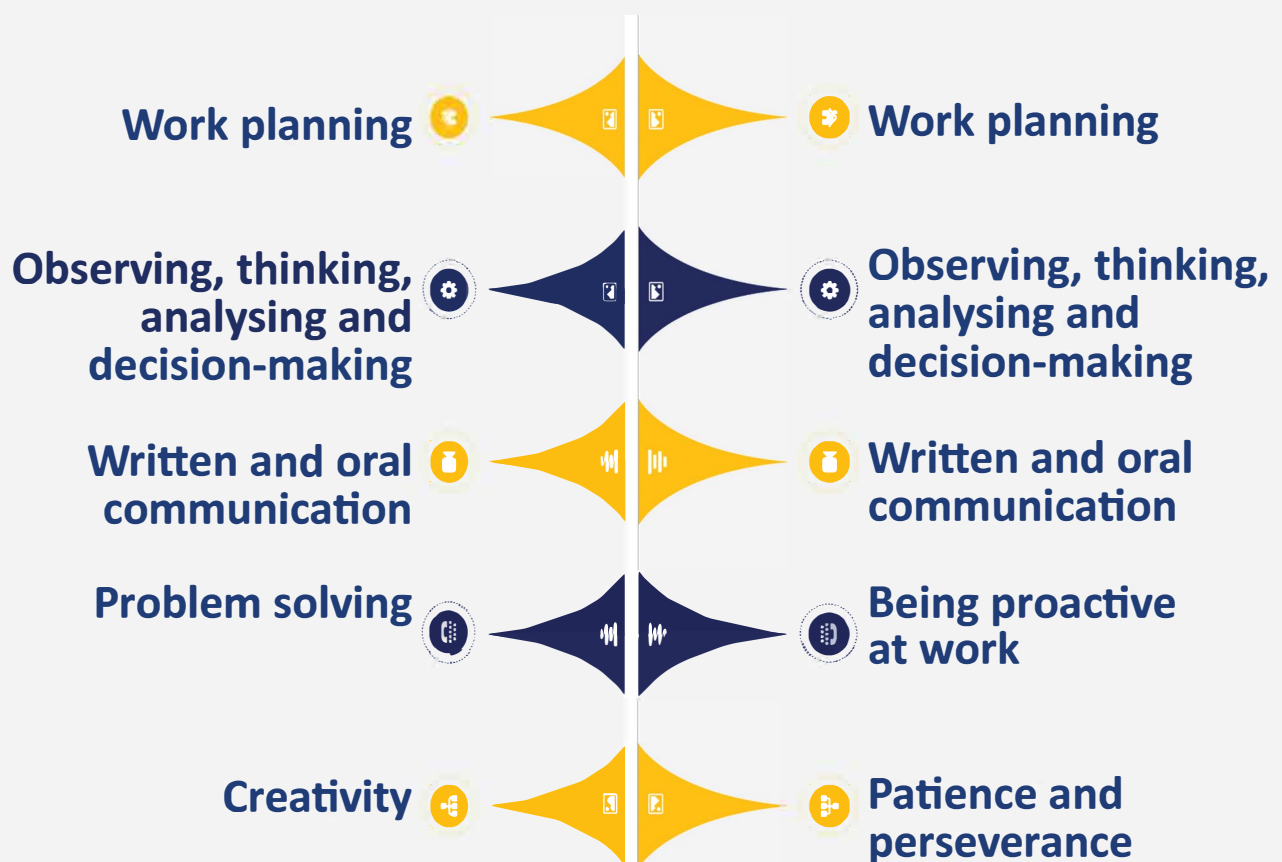 Work planning
Observing, thinking,
analysing and
decision-making
Written and oral
communication
Problem solving
Creativity
Work planning
Observing, thinking,
analysing and
decision-making
Written and oral
communication
Being proactive
at work
Patience and
perseverance